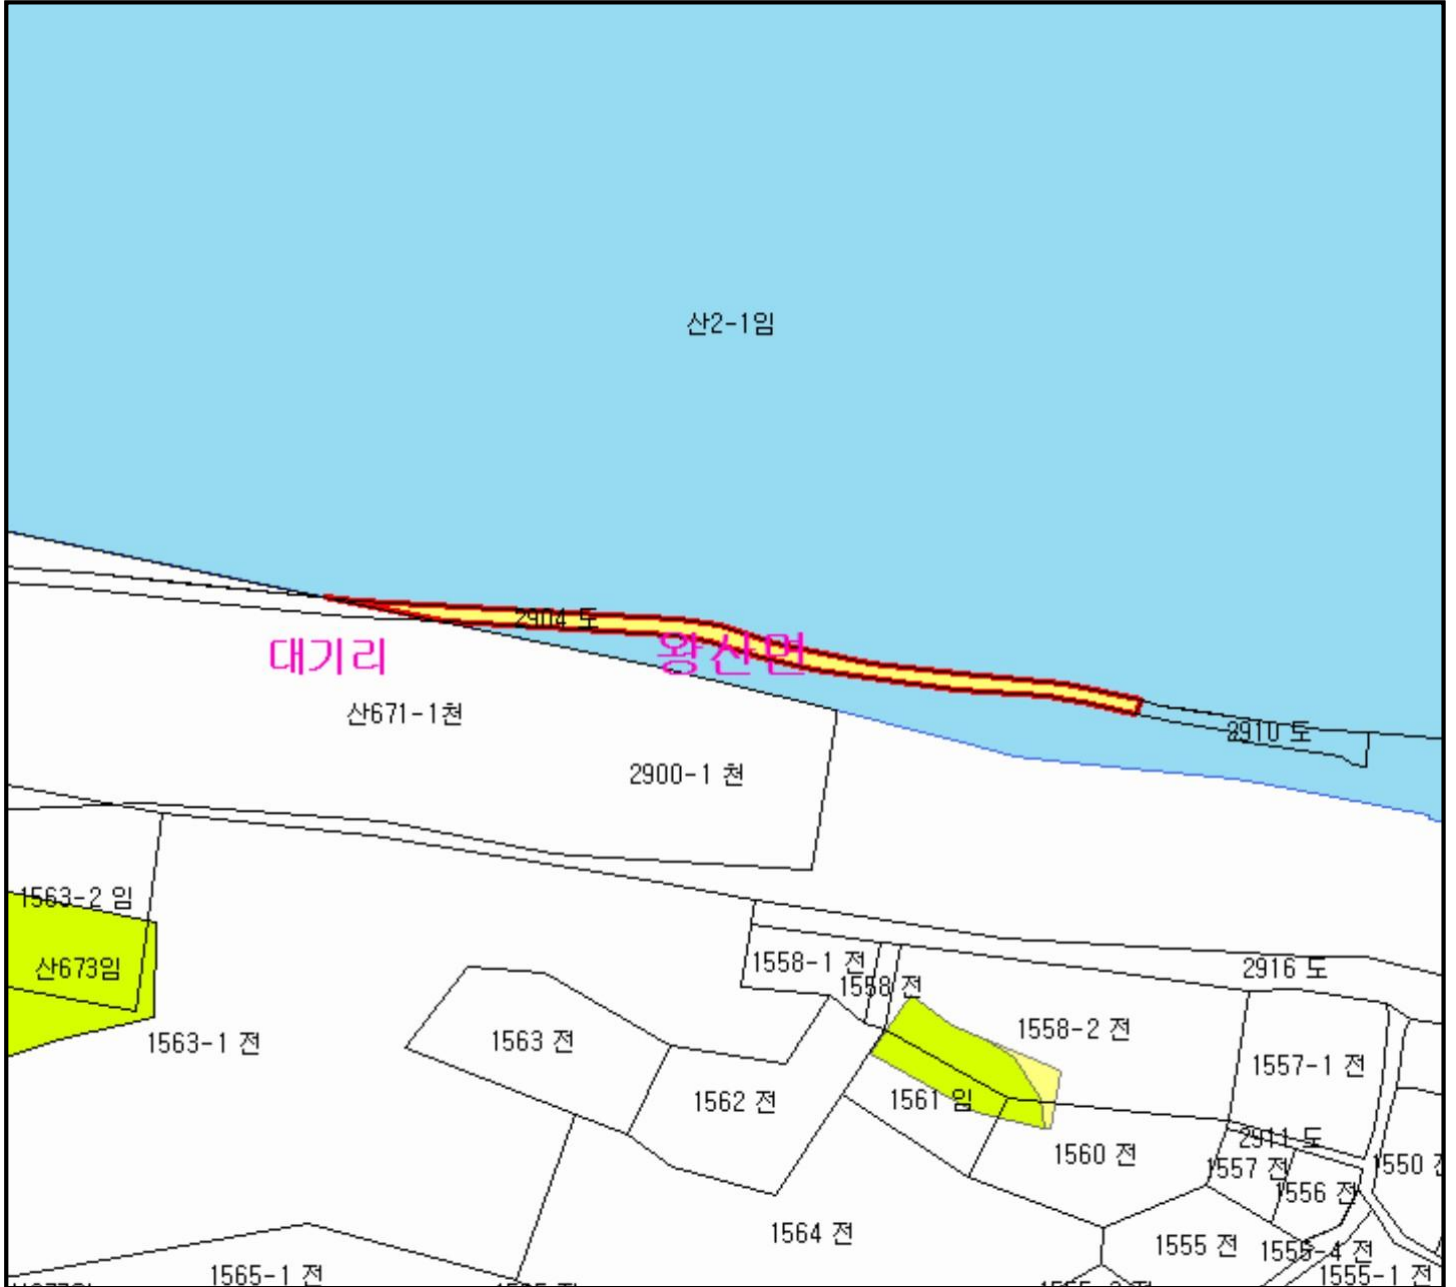 산2-1임
2904 도
대기리
왕산면
산671-1천
2910 도
2900-1 천
1563-2 임
1558-1 전
산673임
2916 도
1558 전
1558-2 전
1563 전
1563-1 전
1557-1 전
1561 임
1562 전
2911 도
1560 전
1550
1557 전
1556 전
1564 전
1555 전
1555-4 전
1565-1 전
1555-1 전